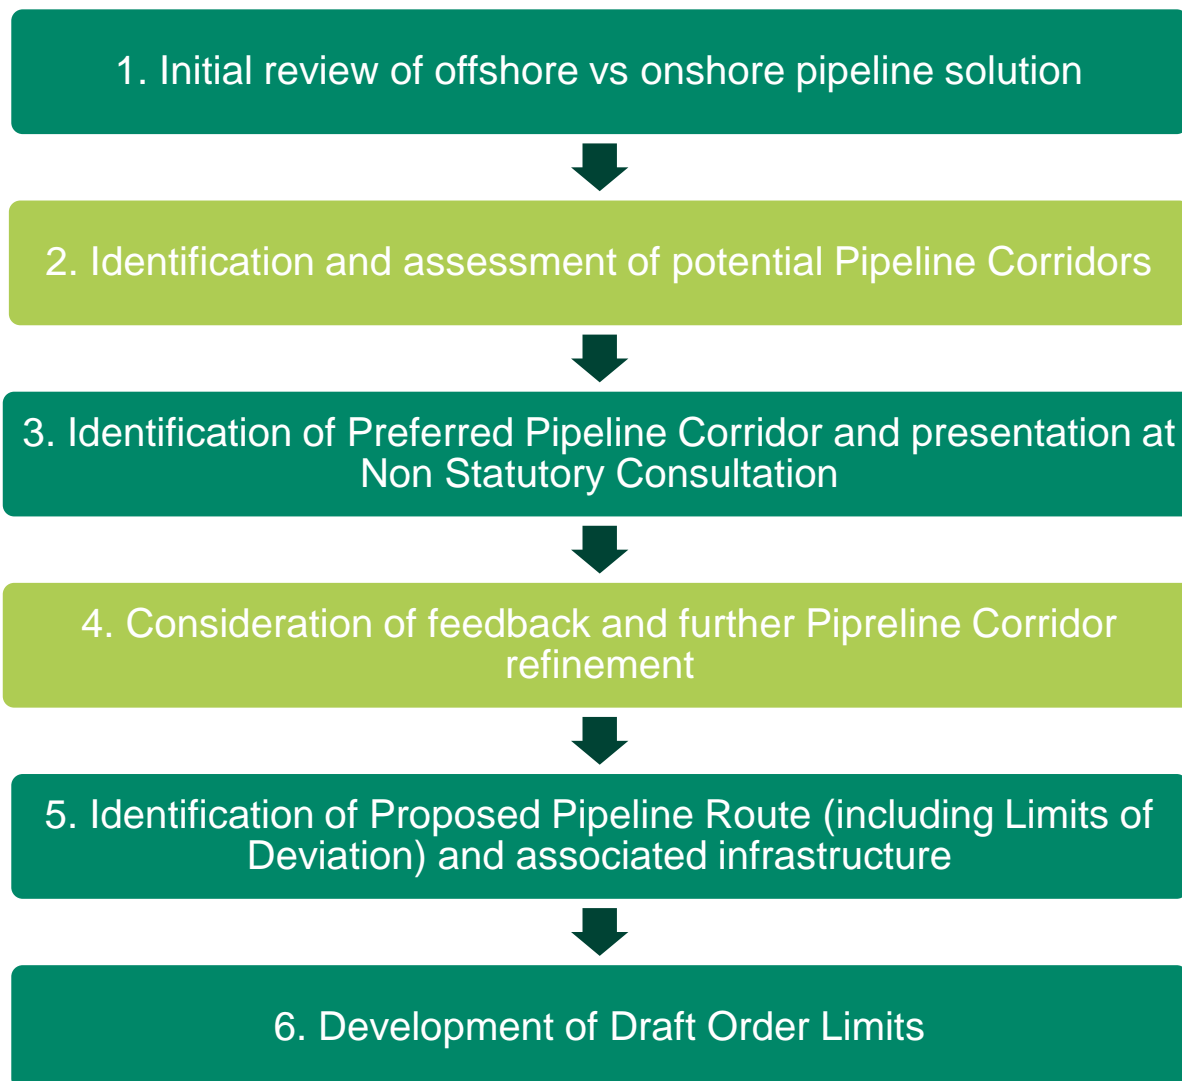 1. Initial review of offshore vs onshore pipeline solution
2. Identification and assessment of potential Pipeline Corridors
3. Identification of Preferred Pipeline Corridor and presentation at
Non Statutory Consultation
4. Consideration of feedback and further Pipreline Corridor
refinement
5. Identification of Proposed Pipeline Route (including Limits of
Deviation) and associated infrastructure
6. Development of Draft Order Limits